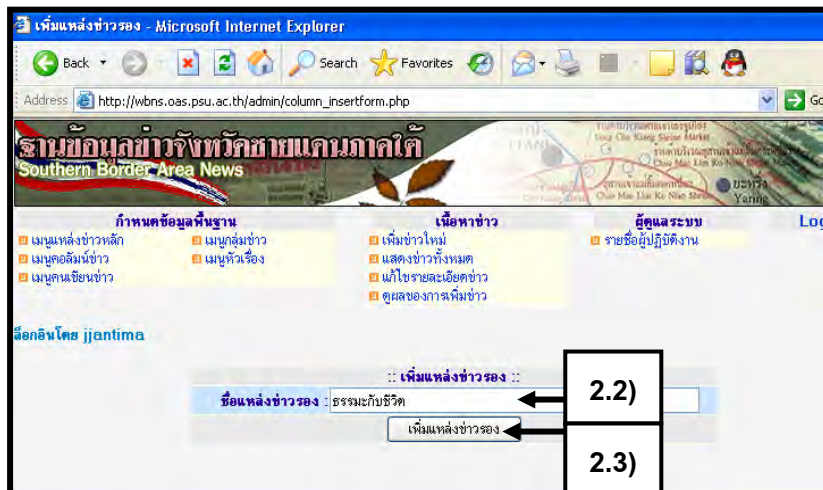 เพิ่มแหล่งข่าวรอง - Microsoft Internet Explorer
Back Search Favorites
Address http://wbns.oas.psu.ac.th/admin/column_insertform.php Go
ฐานข้อมูลข่าวจังหวัดชายแดนภาคใต้
Southern Border Area News
ยะหริ่ง
Yaring
กำหนดข้อมูลพื้นฐาน เนื้อหาข่าว ผู้ดูแลระบบ Log
เมนูแหล่งข่าวหลัก เมนูกลุ่มข่าว เพิ่มข่าวใหม่ รายชื่อผู้ปฏิบัติงาน
เมนูคอลัมน์ข่าว เมนูหัวเรื่อง แสดงข่าวทั้งหมด
เมนูคนเขียนข่าว แก้ไขรายละเอียดข่าว
ดูผลของการเพิ่มข่าว
ล็อกอินโดย jjantima
:: เพิ่มแหล่งข่าวรอง ::
ชื่อแหล่งข่าวรอง : ธรรมะกับชีวิต 2.2)
เพิ่มแหล่งข่าวรอง
2.3)